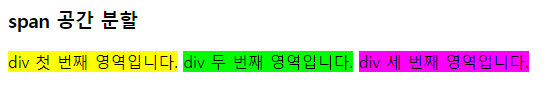 span 공간 분할
div 첫 번째 영역입니다. div 두 번째 영역입니다. div 세 번째 영역입니다.